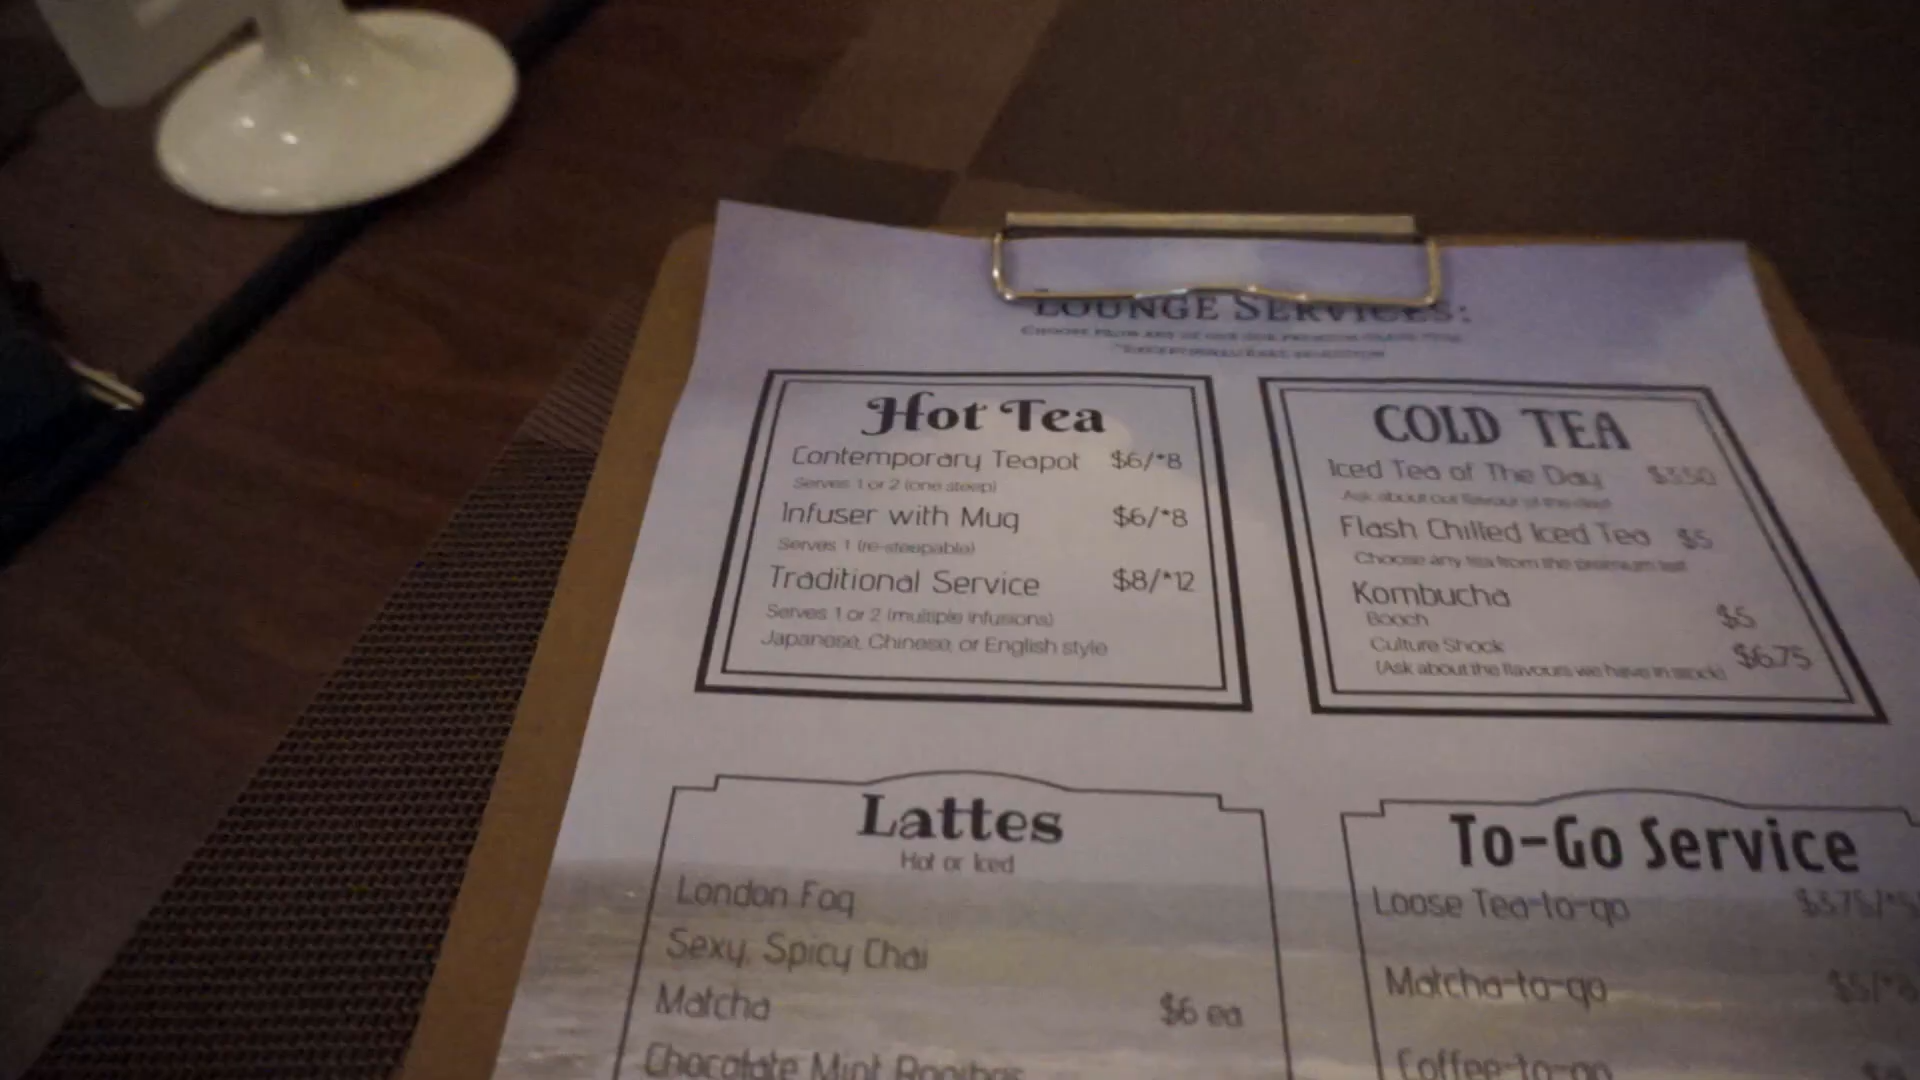 LOUNGE SERVICES:
Hot Tea
Contemporary Teapot $6/*8
Serves 1 or 2 (one steep)
Infuser with Mug $6/*8
Serves 1 (re-steepable)
Traditional Service $8/*12
Serves 1 or 2 (multiple infusions)
Japanese, Chinese, or English style
COLD TEA
Iced Tea of The Day $3.50
Ask about our flavour of the day!
Flash Chilled Iced Tea $5
Choose any tea from the premium list
Kombucha
Booch $5
Culture Shock $6.75
(Ask about the flavours we have in stock)
Lattes
Hot or Iced
London Fog
Sexy, Spicy Chai
Matcha $6 ea
Chocolate Mint Rooibos
To-Go Service
Loose Tea-to-go $3.75/*
Matcha-to-go $5/*
Coffee-to-go